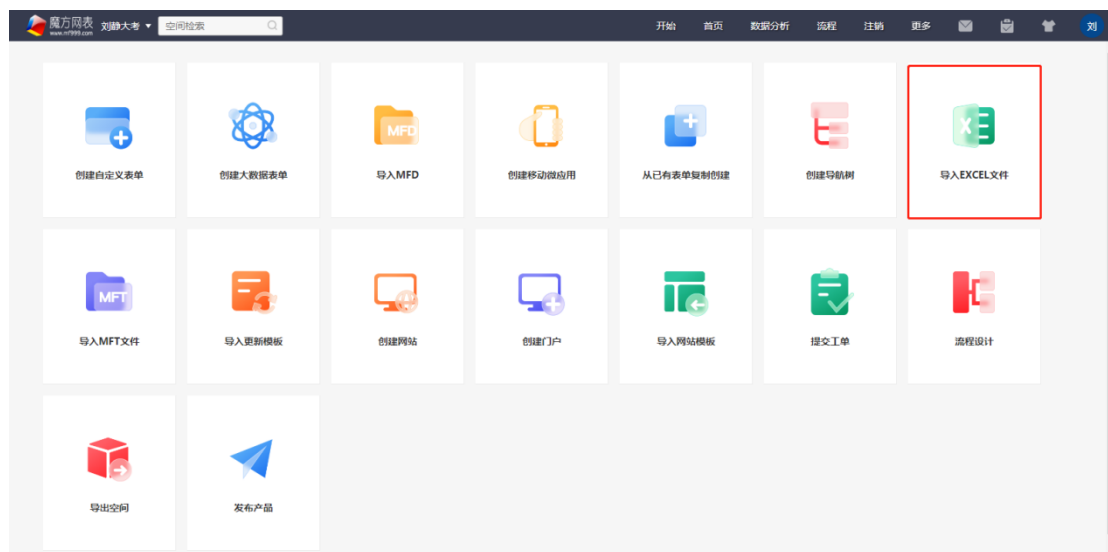 魔方网表 刘静大考 空间检索 开始 首页 数据分析 流程 注销 更多 刘
www.mf999.com
创建自定义表单 创建大数据表单 导入MFD 创建移动微应用 从已有表单复制创建 创建导航树 导入EXCEL文件
MFD
导入MFT文件 导入更新模板 创建网站 创建门户 导入网站模板 提交工单 流程设计
MFT
导出空间 发布产品